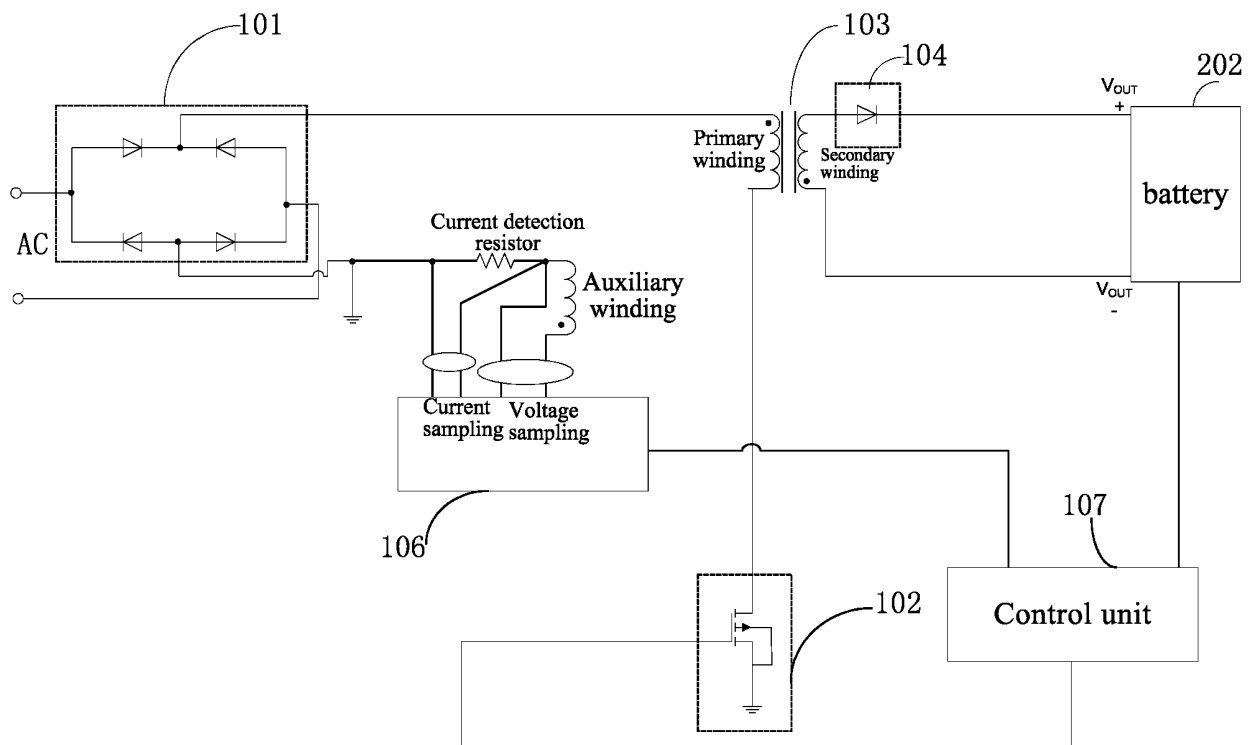 101
103
104
202
VOUT
+
Primary
winding
Secondary
winding
battery
AC
Current detection
resistor
Auxiliary
winding
VOUT
-
Current
sampling
Voltage
sampling
106
107
102
Control unit